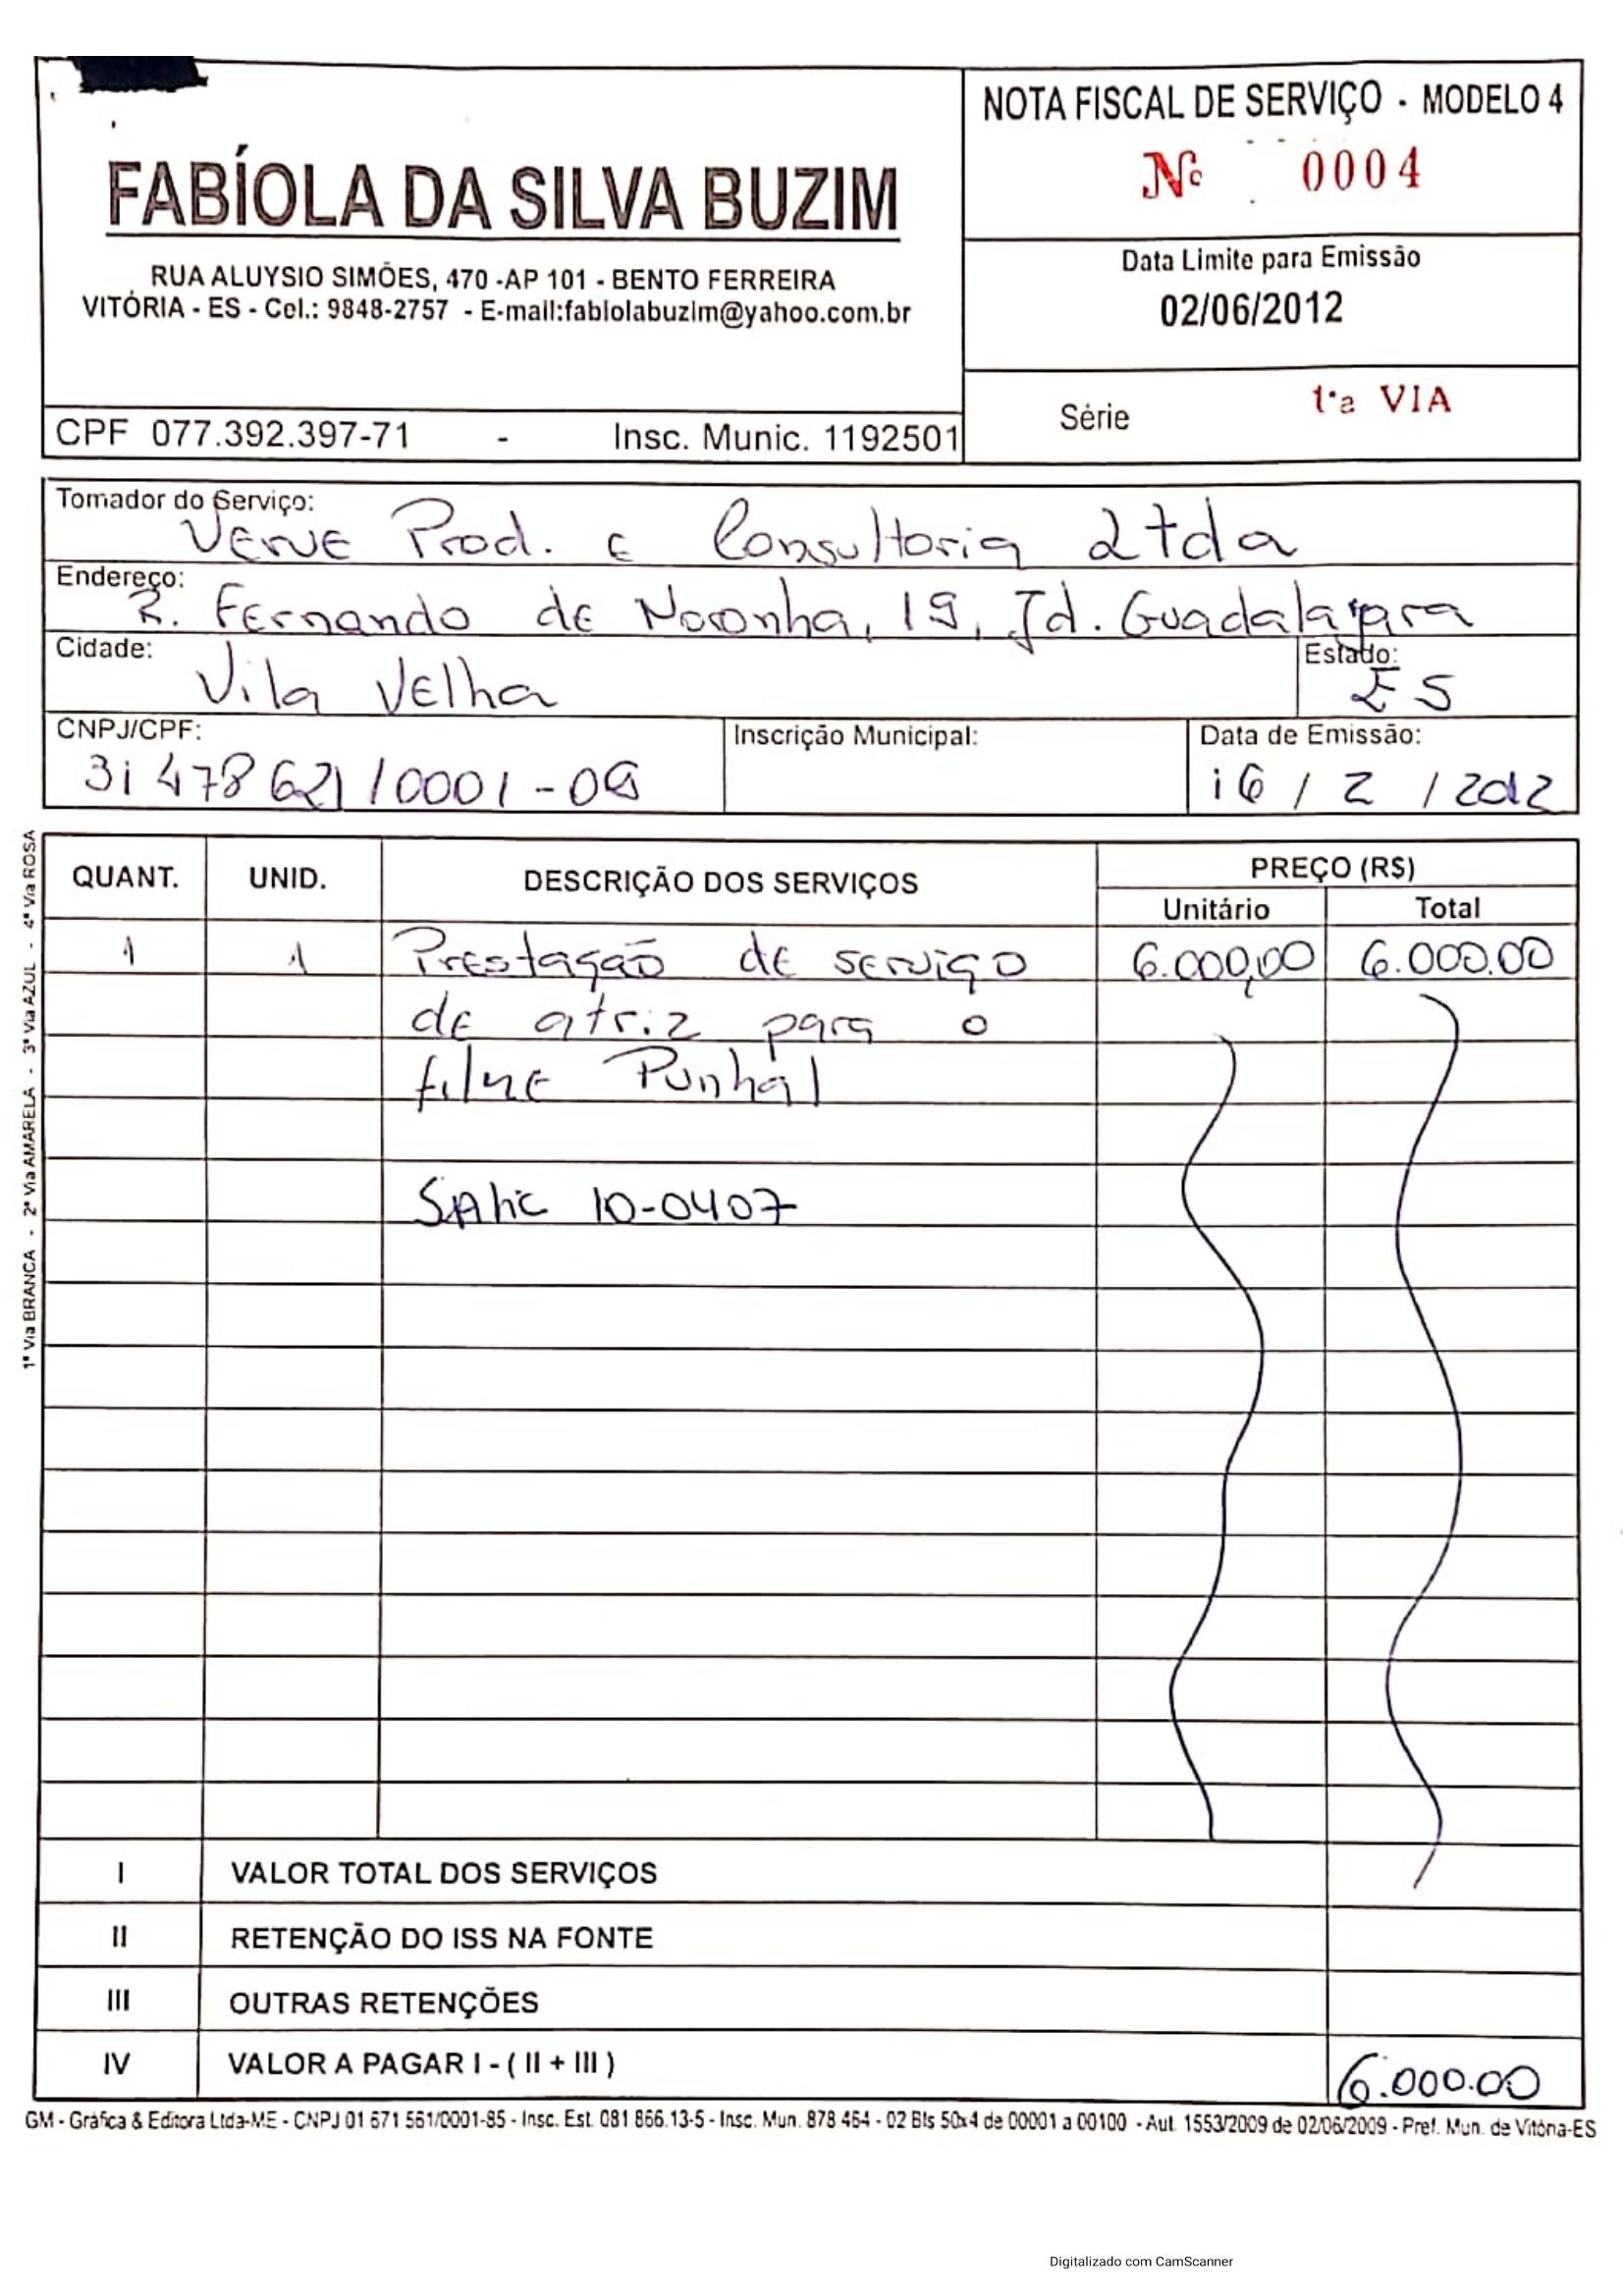 FABÍOLA DA SILVA BUZIM
RUA ALUYSIO SIMÕES, 470 -AP 101 - BENTO FERREIRA
VITÓRIA - ES - Cel.: 9848-2757 - E-mail:fabiolabuzim@yahoo.com.br
CPF 077.392.397-71 - Insc. Munic. 1192501
NOTA FISCAL DE SERVIÇO - MODELO 4
Nº 0004
Data Limite para Emissão
02/06/2012
Série 1ª VIA
Tomador do Serviço: Verve Prod. e Consultoria Ltda
Endereço: R. Fernando de Noronha, 19, Jd. Guadalajara
Cidade: Vila Velha Estado: ES
CNPJ/CPF: Inscrição Municipal: Data de Emissão:
31478621/0001-09 16 / 2 / 2012
QUANT. UNID. DESCRIÇÃO DOS SERVIÇOS PREÇO (R$)
Unitário Total
1 1 Prestação de serviço 6.000,00 6.000.00
de atriz para o
filme Punhal
10-0407
I VALOR TOTAL DOS SERVIÇOS
II RETENÇÃO DO ISS NA FONTE
III OUTRAS RETENÇÕES
IV VALOR A PAGAR I - ( II + III ) 6.000.00
1ª Via BRANCA - 2ª Via AMARELA - 3ª Via AZUL - 4ª Via ROSA
GM - Gráfica & Editora Ltda-ME - CNPJ 01 671 561/0001-85 - Insc. Est. 081 866.13-5 - Insc. Mun. 878 464 - 02 Bls 50x4 de 00001 a 00100 - Aut. 1553/2009 de 02/06/2009 - Pref. Mun. de Vitória-ES
Digitalizado com CamScanner